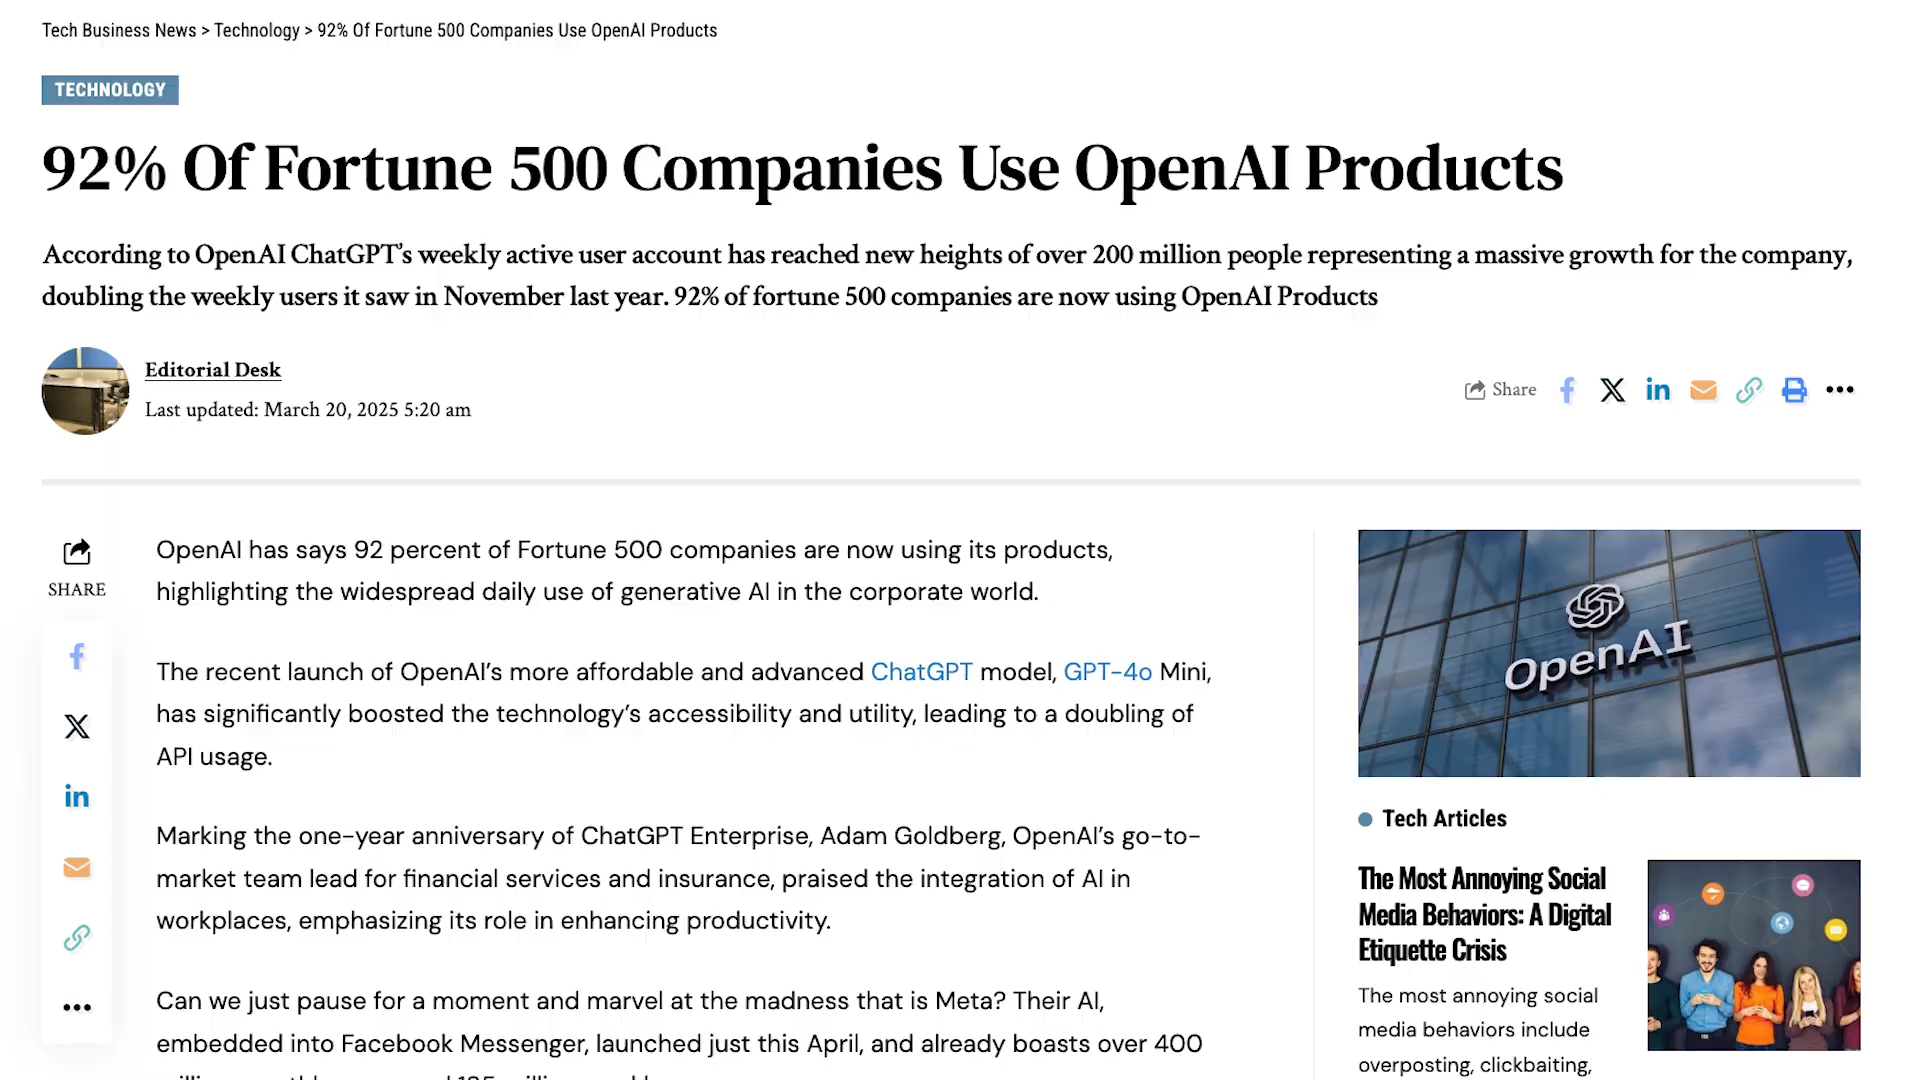 Tech Business News > Technology > 92% Of Fortune 500 Companies Use OpenAI Products
TECHNOLOGY
92% Of Fortune 500 Companies Use OpenAI Products
According to OpenAI ChatGPT’s weekly active user account has reached new heights of over 200 million people representing a massive growth for the company,
doubling the weekly users it saw in November last year. 92% of fortune 500 companies are now using OpenAI Products
Editorial Desk
Last updated: March 20, 2025 5:20 am
Share
SHARE
OpenAI has says 92 percent of Fortune 500 companies are now using its products,
highlighting the widespread daily use of generative AI in the corporate world.
The recent launch of OpenAI’s more affordable and advanced ChatGPT model, GPT-4o Mini,
has significantly boosted the technology’s accessibility and utility, leading to a doubling of
API usage.
Marking the one-year anniversary of ChatGPT Enterprise, Adam Goldberg, OpenAI’s go-to-
market team lead for financial services and insurance, praised the integration of AI in
workplaces, emphasizing its role in enhancing productivity.
Can we just pause for a moment and marvel at the madness that is Meta? Their AI,
embedded into Facebook Messenger, launched just this April, and already boasts over 400
OpenAI
Tech Articles
The Most Annoying Social
Media Behaviors: A Digital
Etiquette Crisis
The most annoying social
media behaviors include
overposting, clickbaiting,